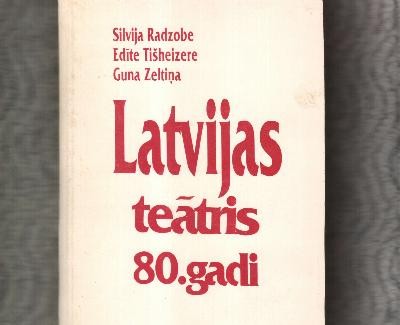 Silvija Radzobe
Edīte Tišheizere
Guna Zeltiņa
Latvijas
teātris
80.gadi